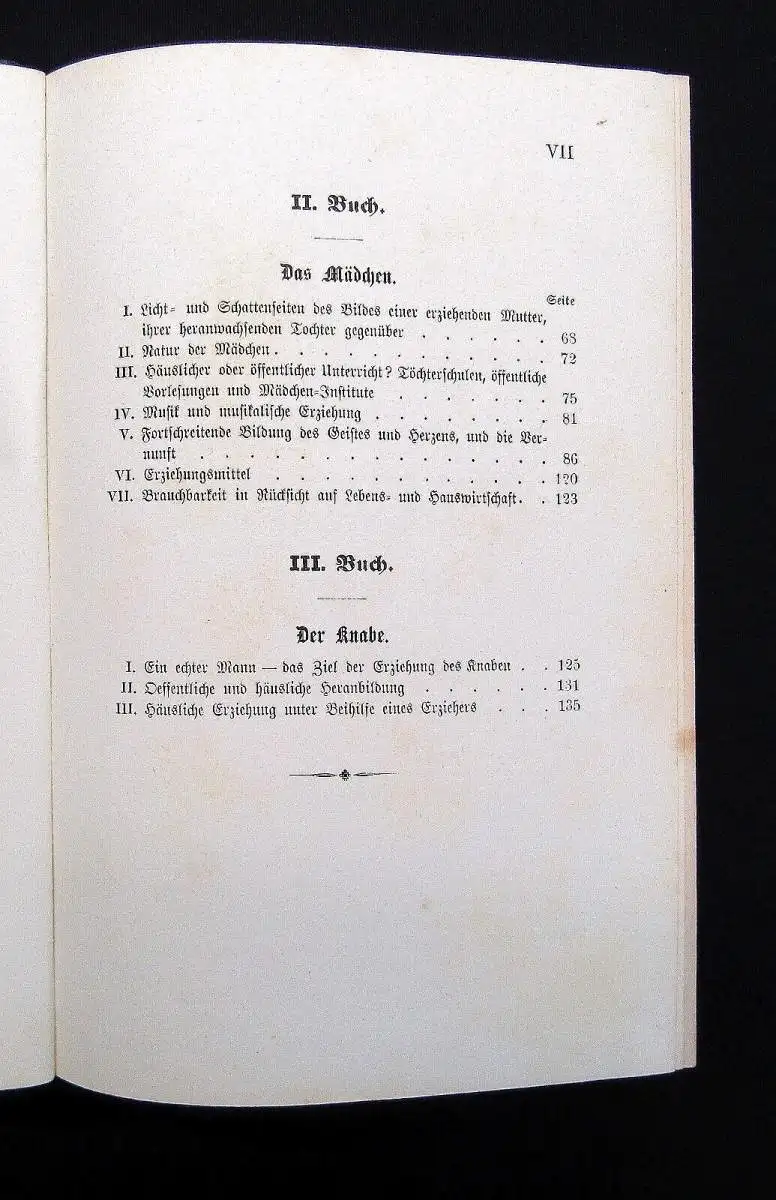 VII
II. Buch.
Das Mädchen.
Seite
I. Licht- und Schattenseiten des Bildes einer erziehenden Mutter,
ihrer heranwachsenden Tochter gegenüber . . . . . . 68
II. Natur der Mädchen . . . . . . . . . . . . 72
III. Häuslicher oder öffentlicher Unterricht? Töchterschulen, öffentliche
Vorlesungen und Mädchen-Institute . . . . . . . 75
IV. Musik und musikalische Erziehung . . . . . . . . 81
V. Fortschreitende Bildung des Geistes und Herzens, und die Ver-
nunft . . . . . . . . . . . . . . . 86
VI. Erziehungsmittel . . . . . . . . . . . . 120
VII. Brauchbarkeit in Rücksicht auf Lebens- und Hauswirtschaft. . . 123
III. Buch.
Der Knabe.
I. Ein echter Mann — das Ziel der Erziehung des Knaben . . 125
II. Oeffentliche und häusliche Heranbildung . . . . . . 131
III. Häusliche Erziehung unter Beihilfe eines Erziehers . . . 135